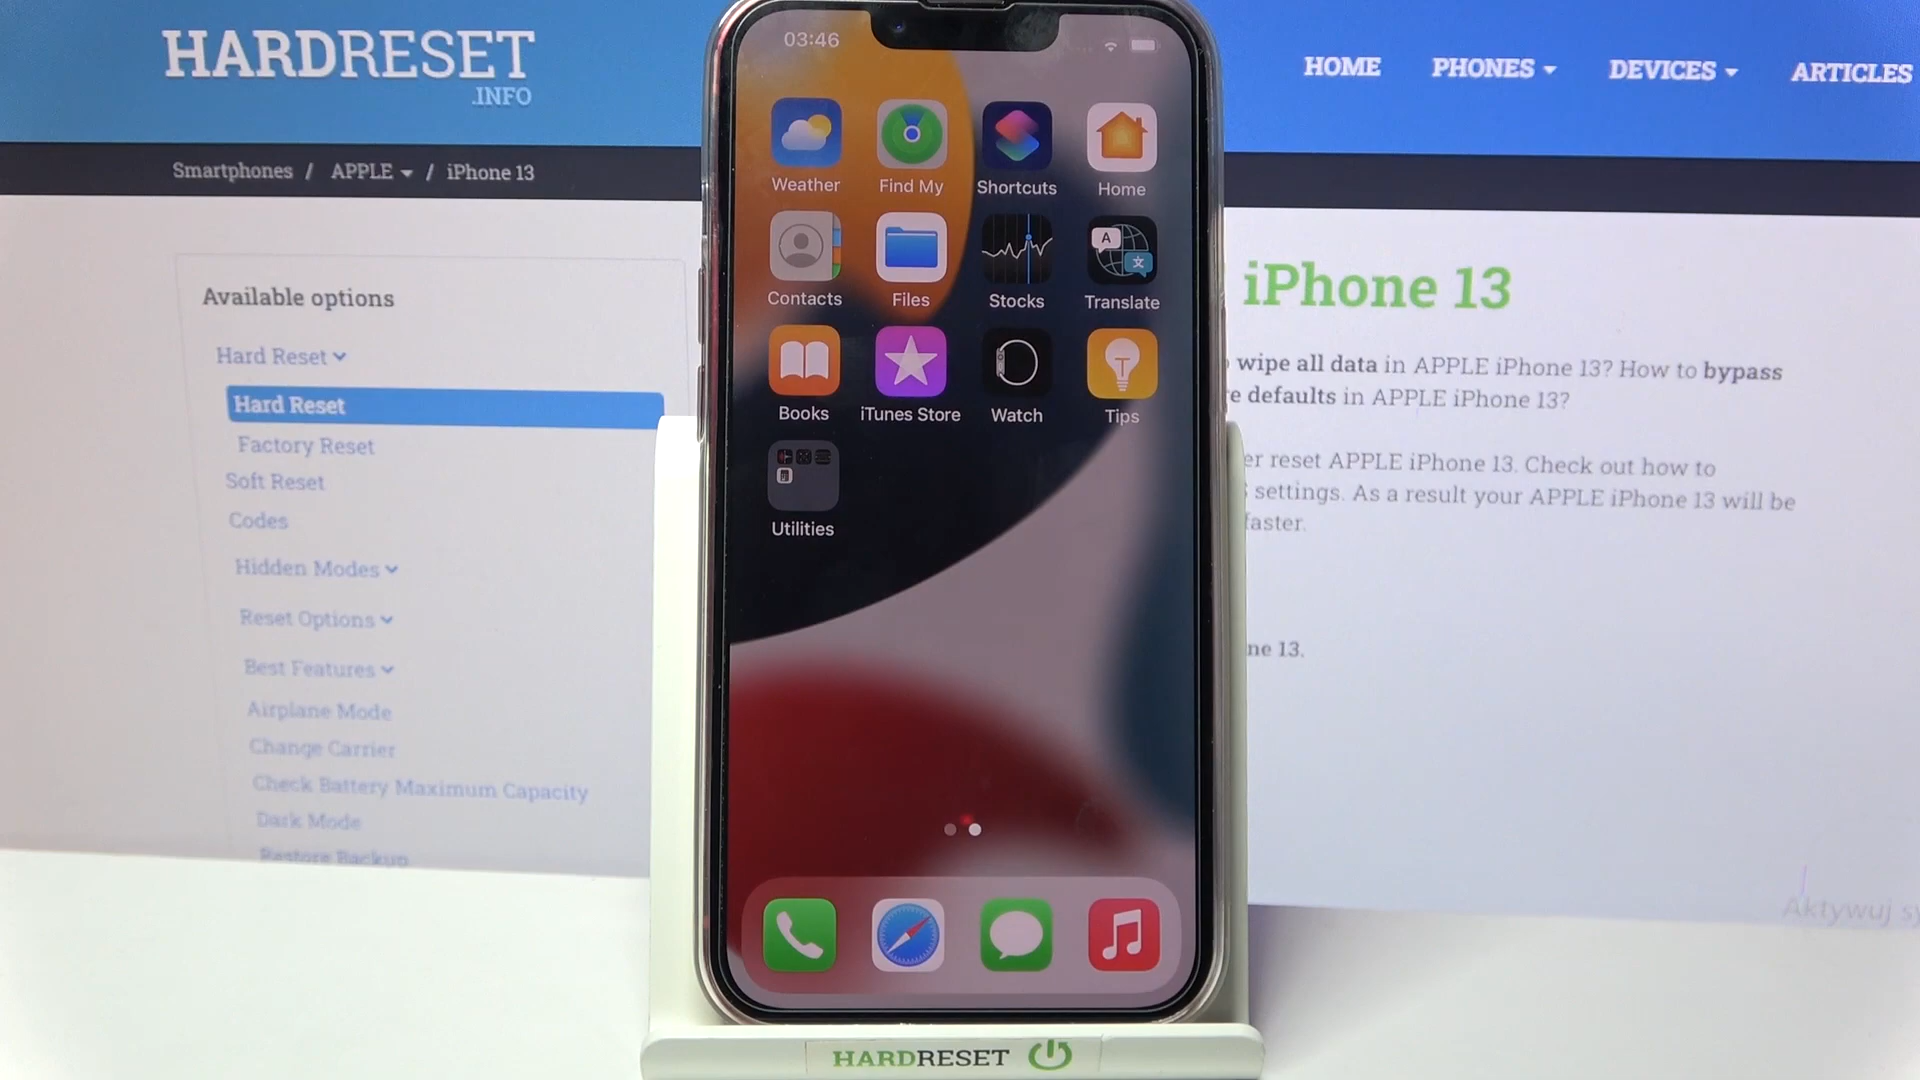 HARDRESET
.INFO
HOME PHONES DEVICES ARTICLES
Smartphones / APPLE / iPhone 13
Available options
Hard Reset
Hard Reset
Factory Reset
Soft Reset
Codes
Hidden Modes
Reset Options
Best Features
Airplane Mode
Change Carrier
Check Battery Maximum Capacity
Dark Mode
Restore Backup
03:46
Weather Find My Shortcuts Home
Contacts Files Stocks Translate
Books iTunes Store Watch Tips
Utilities
iPhone 13
wipe all data in APPLE iPhone 13? How to bypass
defaults in APPLE iPhone 13?
reset APPLE iPhone 13. Check out how to
settings. As a result your APPLE iPhone 13 will be
faster.
13.
Aktywuj
HARDRESET